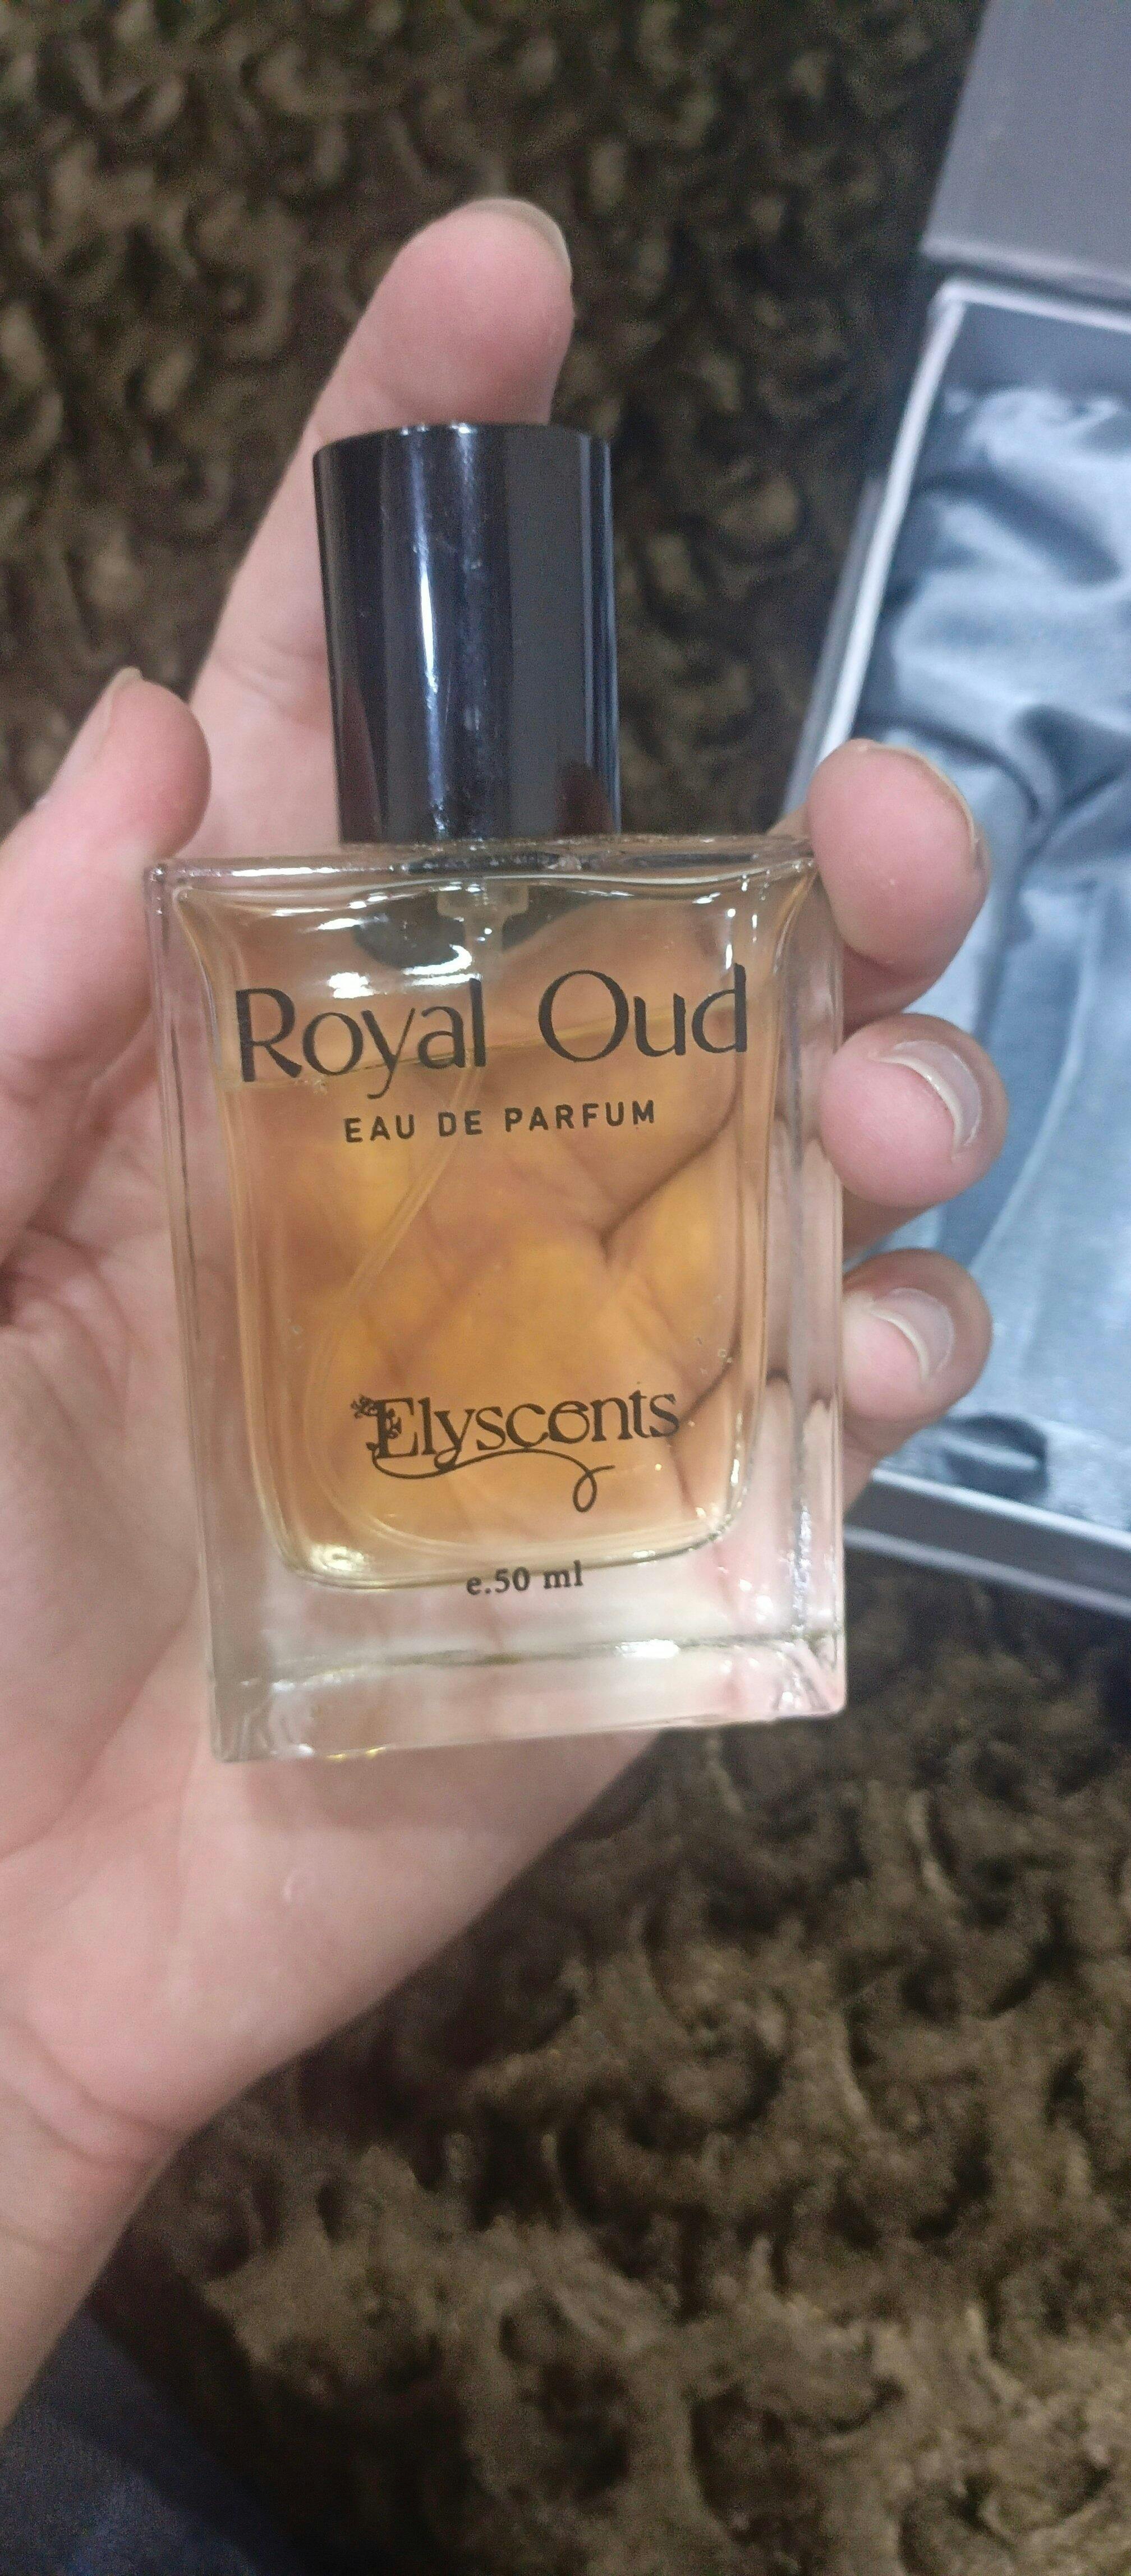 Royal Oud
EAU DE PARFUM
Elyscents
e.50 ml